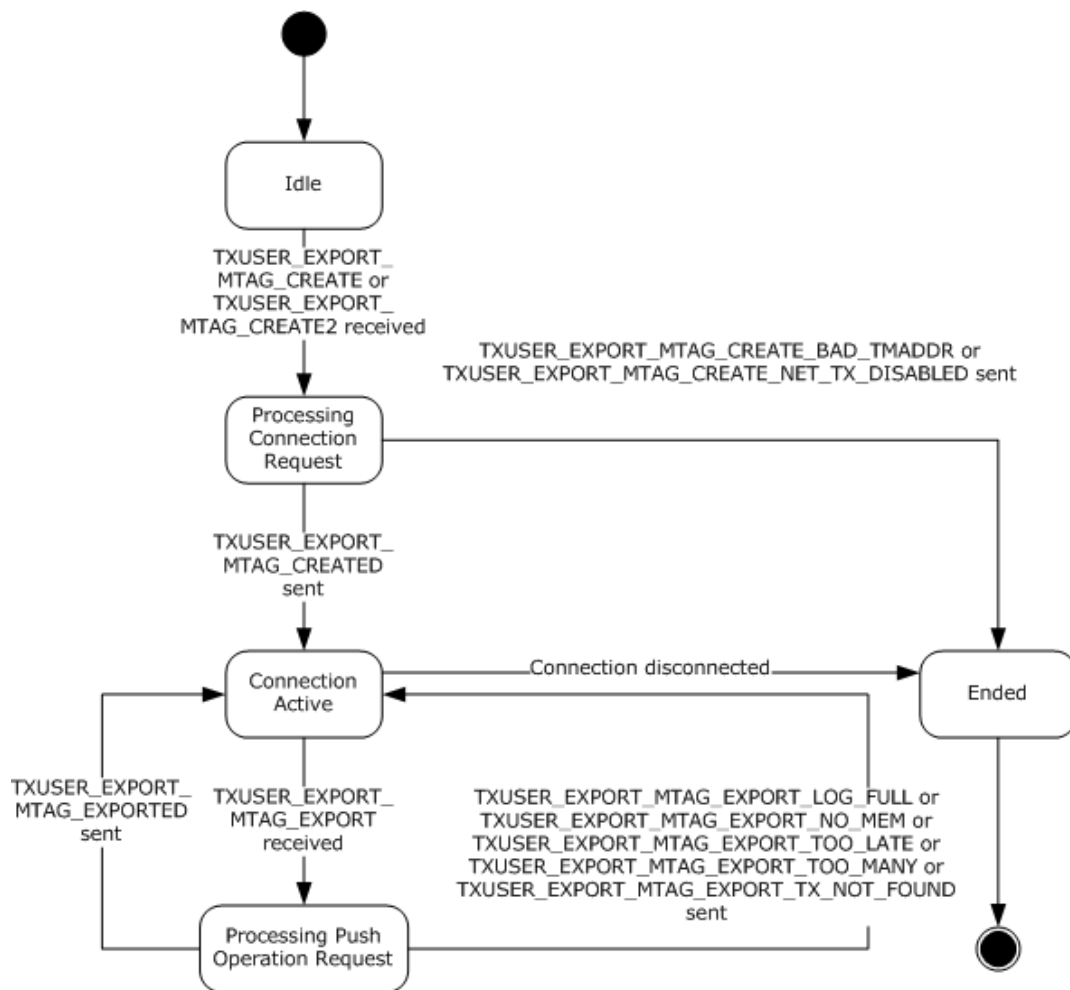 Idle
TXUSER_EXPORT_
MTAG_CREATE or
TXUSER_EXPORT_
MTAG_CREATE2 received
TXUSER_EXPORT_MTAG_CREATE_BAD_TMADDR or
TXUSER_EXPORT_MTAG_CREATE_NET_TX_DISABLED sent
Processing
Connection
Request
TXUSER_EXPORT_
MTAG_CREATED
sent
Connection
Active
Connection disconnected
Ended
TXUSER_EXPORT_
MTAG_EXPORTED
sent
TXUSER_EXPORT_
MTAG_EXPORT
received
TXUSER_EXPORT_MTAG_EXPORT_LOG_FULL or
TXUSER_EXPORT_MTAG_EXPORT_NO_MEM or
TXUSER_EXPORT_MTAG_EXPORT_TOO_LATE or
TXUSER_EXPORT_MTAG_EXPORT_TOO_MANY or
TXUSER_EXPORT_MTAG_EXPORT_TX_NOT_FOUND
sent
Processing Push
Operation Request